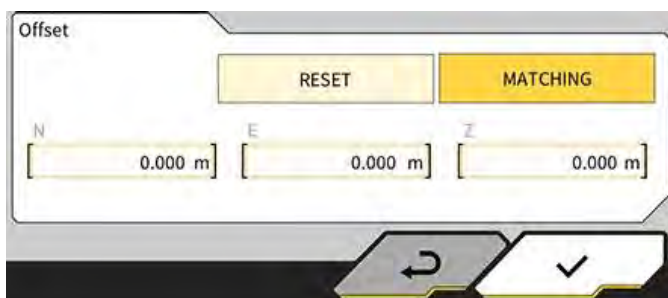 Offset
RESET MATCHING
N E Z
0.000 m 0.000 m 0.000 m